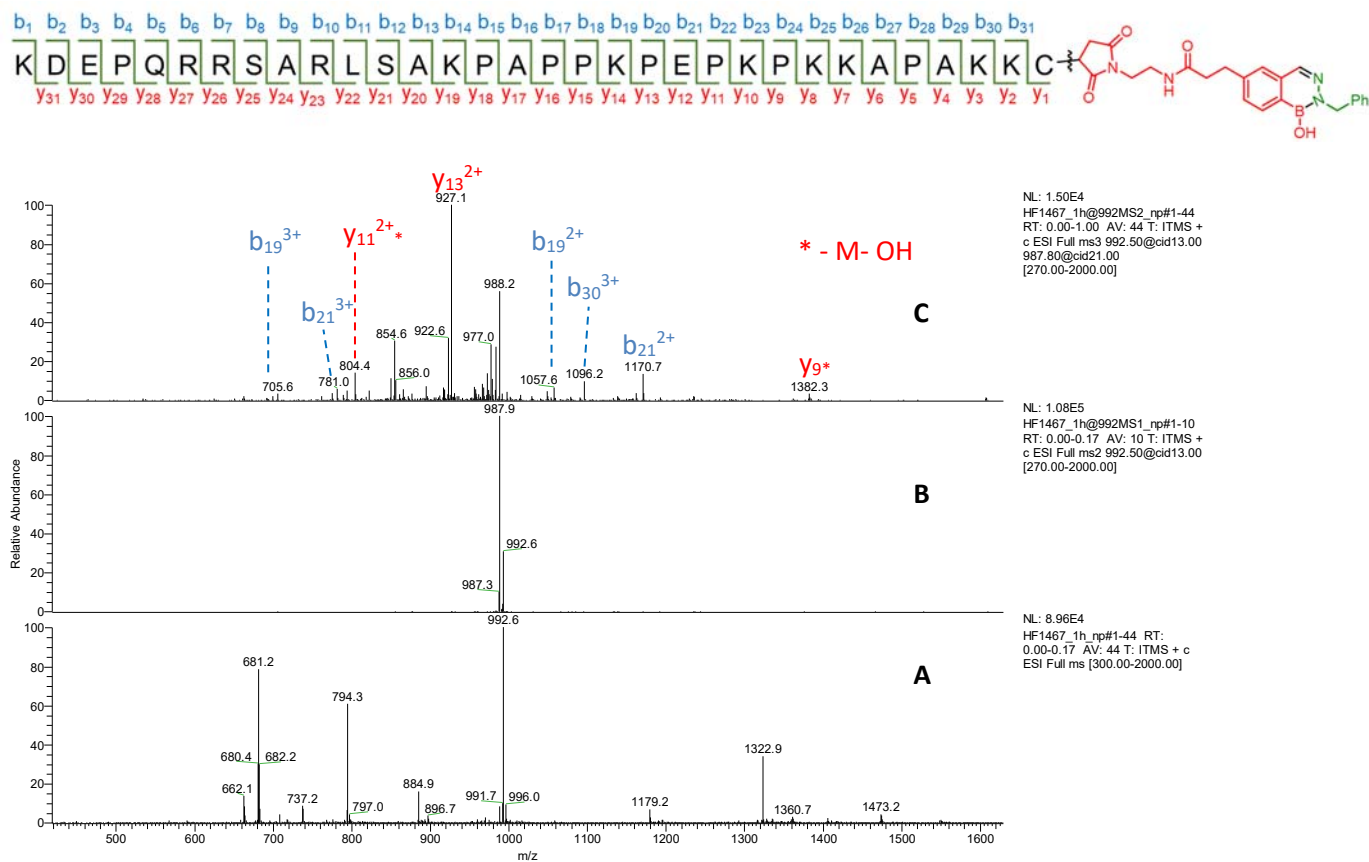 b1 b2 b3 b4 b5 b6 b7 b8 b9 b10 b11 b12 b13 b14 b15 b16 b17 b18 b19 b20 b21 b22 b23 b24 b25 b26 b27 b28 b29 b30 b31
K D E P Q R R S A R L S A K P A P P K P E P K P K K A P A K K C
y31 y30 y29 y28 y27 y26 y25 y24 y23 y22 y21 y20 y19 y18 y17 y16 y15 y14 y13 y12 y11 y10 y9 y8 y7 y6 y5 y4 y3 y2 y1
O
O
N
N
H
O
N
N
B
OH
Ph
y13 2+
927.1
b19 3+
y11 2+ *
b21 3+
b19 2+
b30 3+
b21 2+
y9*
* - M- OH
C
705.6
781.0
804.4
854.6
856.0
922.6
977.0
988.2
1057.6
1096.2
1170.7
1382.3
100
80
60
40
20
0
NL: 1.50E4
HF1467_1h@992MS2_np#1-44
RT: 0.00-1.00 AV: 44 T: ITMS +
c ESI Full ms3 992.50@cid13.00
987.80@cid21.00
[270.00-2000.00]
987.9
992.6
987.3
B
100
80
60
40
20
0
Relative Abundance
NL: 1.08E5
HF1467_1h@992MS1_np#1-10
RT: 0.00-0.17 AV: 10 T: ITMS +
c ESI Full ms2 992.50@cid13.00
[270.00-2000.00]
992.6
681.2
794.3
680.4
682.2
662.1
737.2
797.0
884.9
896.7
991.7
996.0
1179.2
1322.9
1360.7
1473.2
A
100
80
60
40
20
0
NL: 8.96E4
HF1467_1h_np#1-44 RT:
0.00-0.17 AV: 44 T: ITMS + c
ESI Full ms [300.00-2000.00]
500 600 700 800 900 1000 1100 1200 1300 1400 1500 1600
m/z